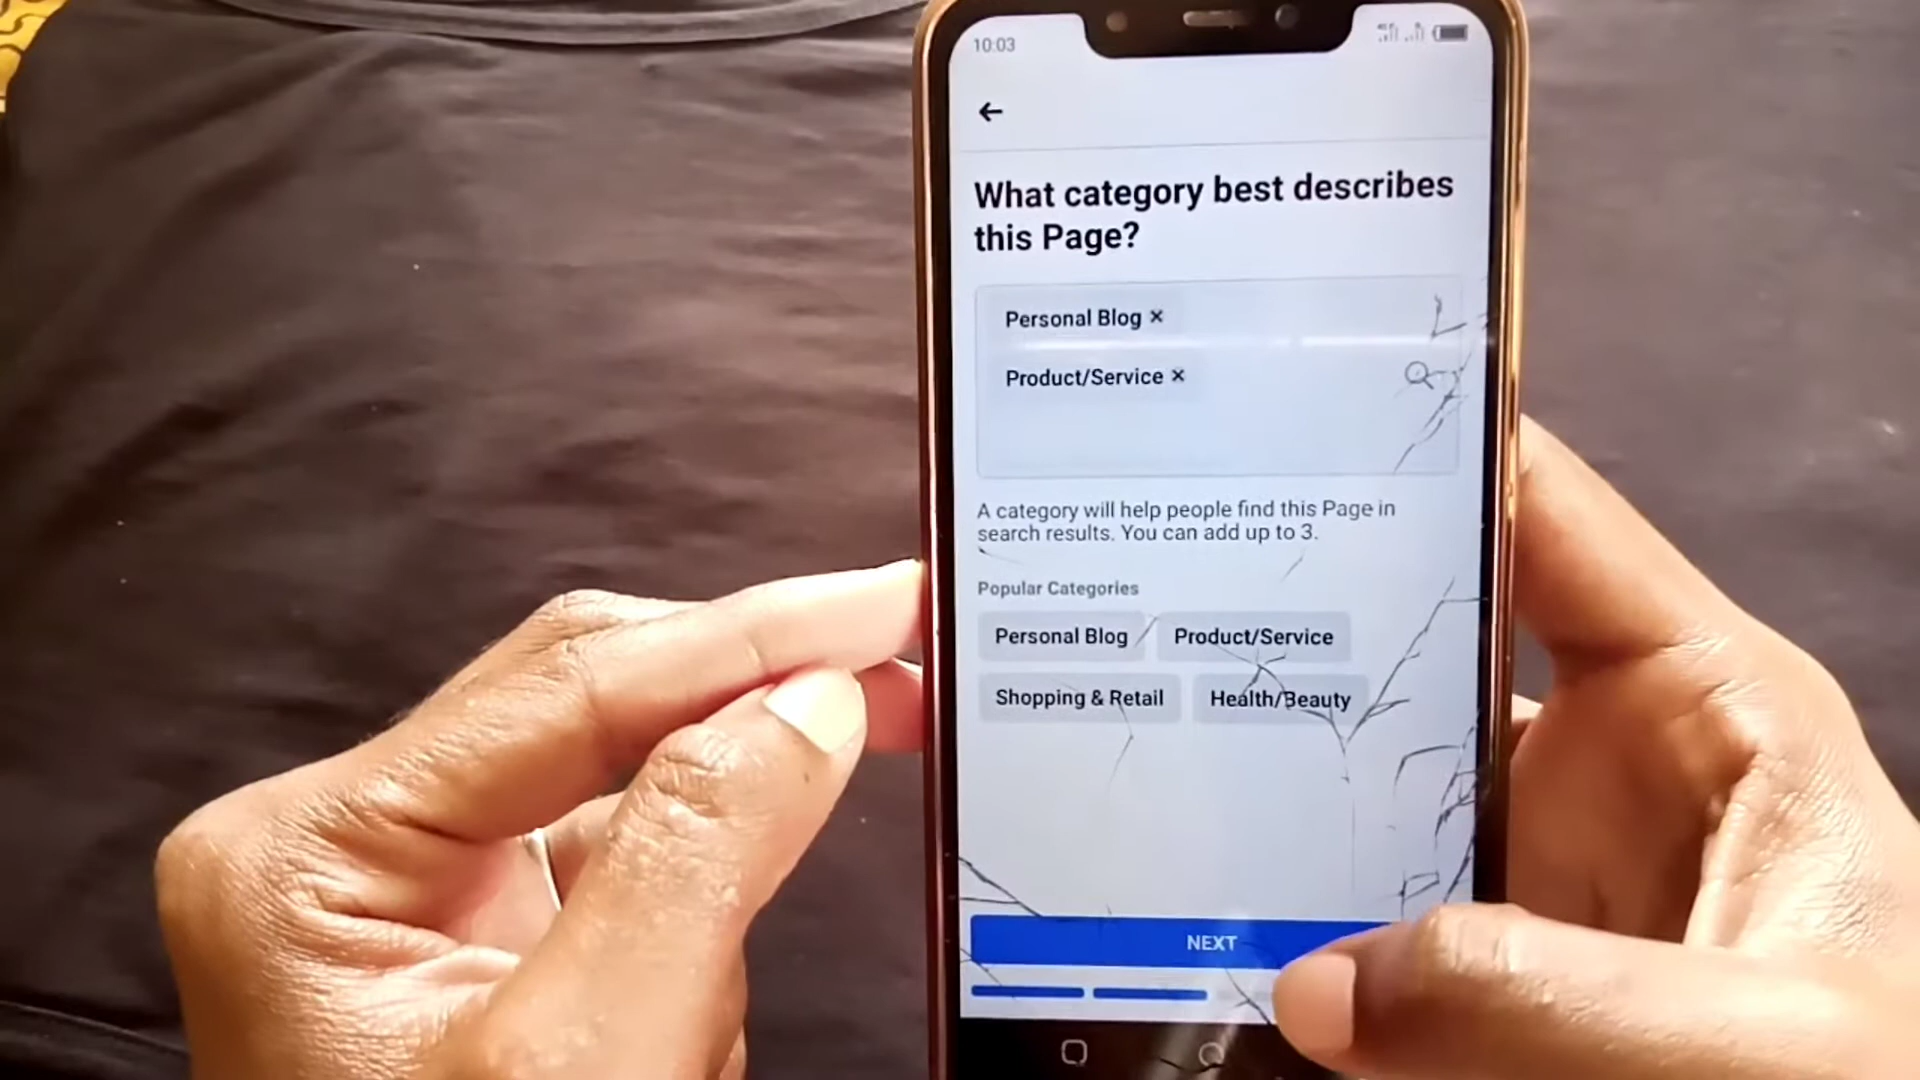 10:03
What category best describes
this Page?
Personal Blog ×
Product/Service ×
A category will help people find this Page in
search results. You can add up to 3.
Popular Categories
Personal Blog Product/Service
Shopping & Retail Health/Beauty
NEXT